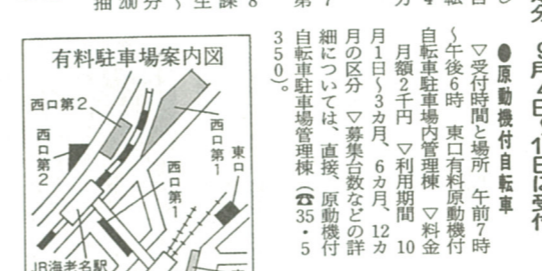 ●原動機付自転車
▽受付時間と場所　午前7時
〜午後6時　東口有料原動機付
自転車駐車場内管理棟　▽料金
月額2千円　▽利用期間　10
月1日〜3カ月、6カ月、12カ
月の区分　▽募集台数などの詳
細については、直接、原動機付
自転車駐車場管理棟（☎35・5
350）。
有料駐車場案内図
西口第2
西口第2
西口第1
西口第1
東口
JR海老名駅